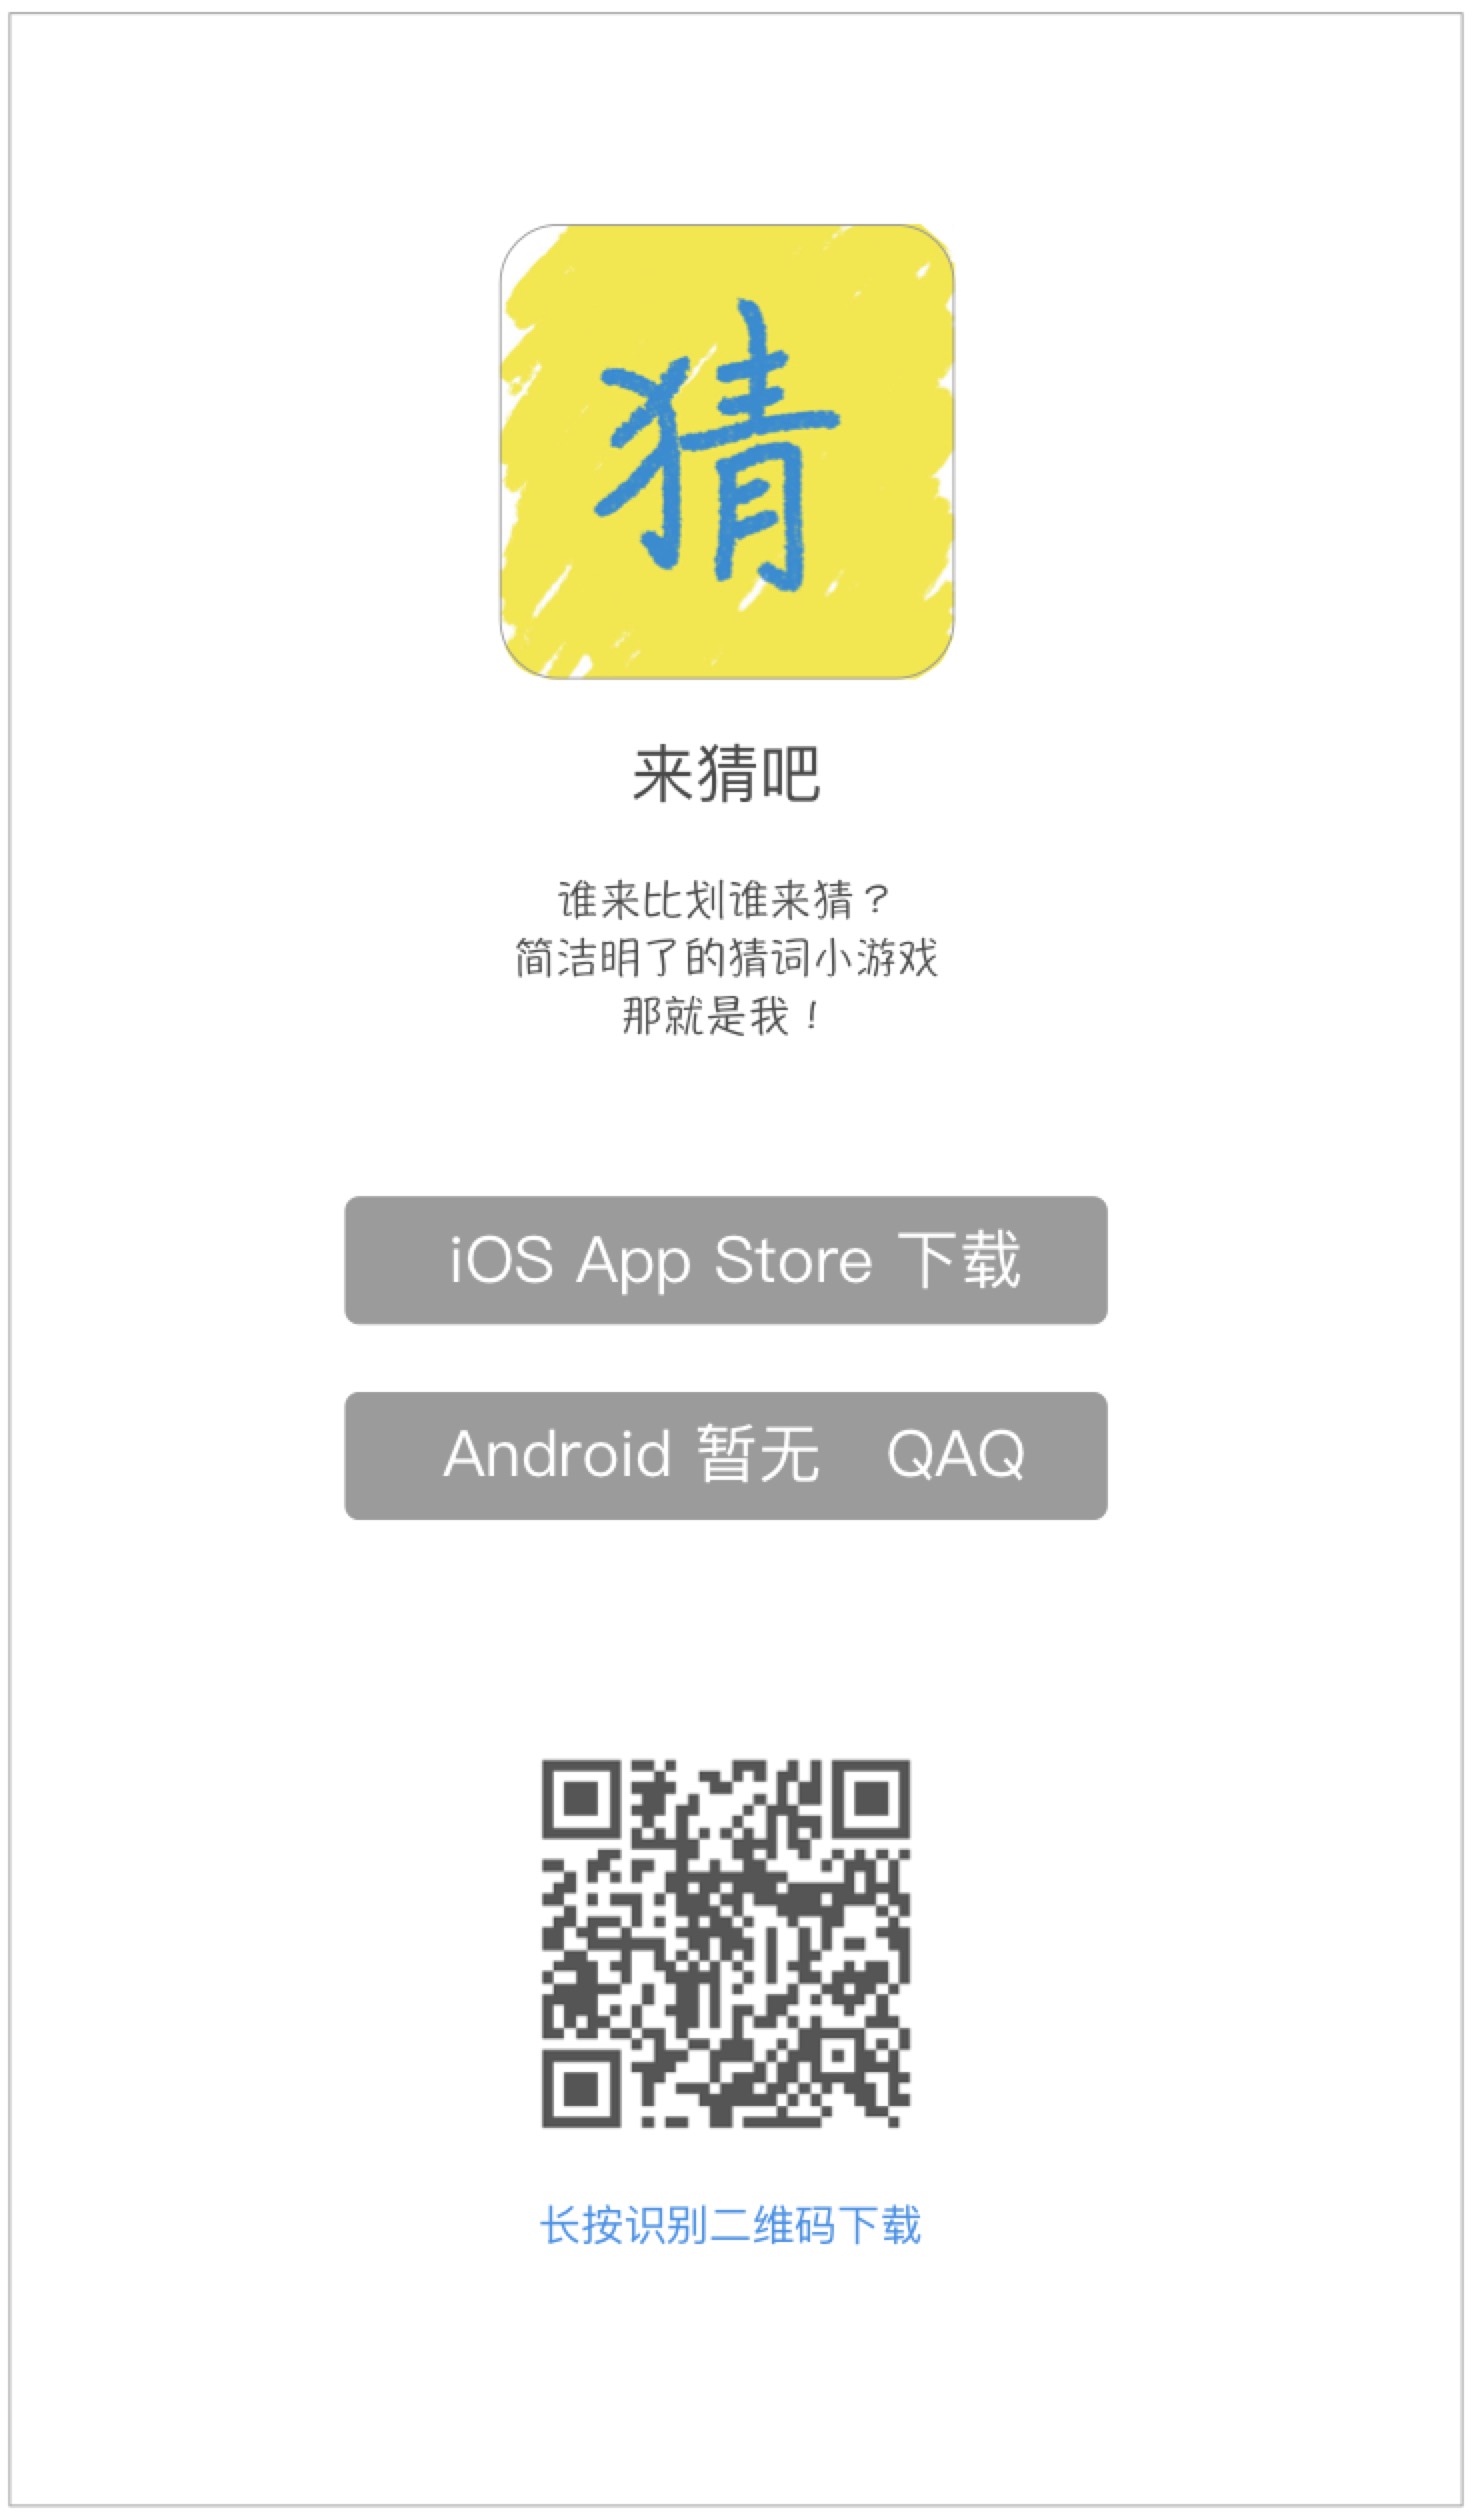 猜
来猜吧
谁来比划谁来猜？
简洁明了的猜词小游戏
那就是我！
iOS App Store 下载
Android 暂无　QAQ
长按识别二维码下载